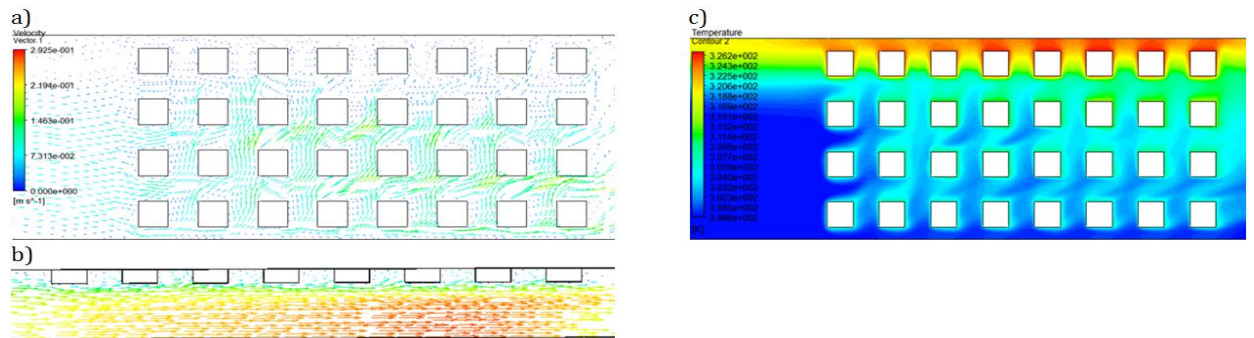 a)
Velocity
Vector 1
2.925e-001
2.194e-001
1.463e-001
7.313e-002
0.000e+000
[m s^-1]
b)
c)
Temperature
Contour 2
3.262e+002
3.243e+002
3.225e+002
3.206e+002
3.188e+002
3.169e+002
3.151e+002
3.132e+002
3.114e+002
3.096e+002
3.077e+002
3.059e+002
3.040e+002
3.022e+002
3.003e+002
2.985e+002
2.966e+002
[K]